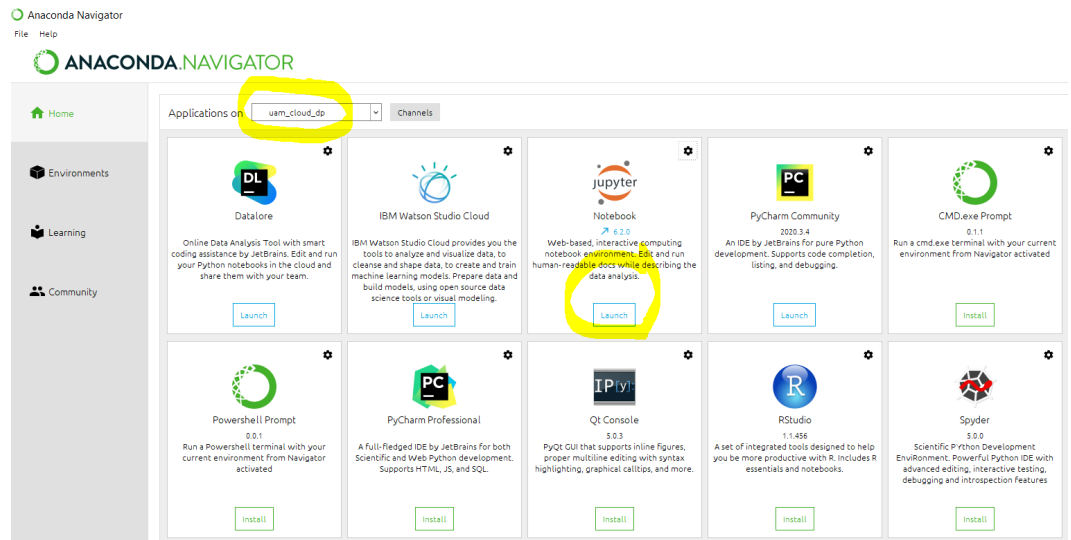 Anaconda Navigator
File Help
ANACONDA.NAVIGATOR
Home
Environments
Learning
Community
Applications on uam_cloud_dp Channels
DL
Datalore
Online Data Analysis Tool with smart
coding assistance by JetBrains. Edit and run
your Python notebooks in the cloud and
share them with your team.
Launch
IBM Watson Studio Cloud
IBM Watson Studio Cloud provides you the
tools to analyze and visualize data, to
cleanse and shape data, to create and train
machine learning models. Prepare data and
build models, using open source data
science tools or visual modeling.
Launch
jupyter
Notebook
6.2.0
Web-based, interactive computing
notebook environment. Edit and run
human-readable docs while describing the
data analysis.
Launch
PC
PyCharm Community
2020.3.4
An IDE by JetBrains for pure Python
development. Supports code completion,
listing, and debugging.
Launch
CMD.exe Prompt
0.1.1
Run a cmd.exe terminal with your current
environment from Navigator activated
Install
Powershell Prompt
0.0.1
Run a Powershell terminal with your
current environment from Navigator
activated
Install
PC
PyCharm Professional
A full-fledged IDE by JetBrains for both
Scientific and Web Python development.
Supports HTML, JS, and SQL.
Install
IP[y]:
Qt Console
5.0.3
PyQt GUI that supports inline figures,
proper multiline editing with syntax
highlighting, graphical calltips, and more.
Install
R
RStudio
1.1.456
A set of integrated tools designed to help
you be more productive with R. Includes R
essentials and notebooks.
Install
Spyder
5.0.0
Scientific PYthon Development
EnviRonment. Powerful Python IDE with
advanced editing, interactive testing,
debugging and introspection features
Install